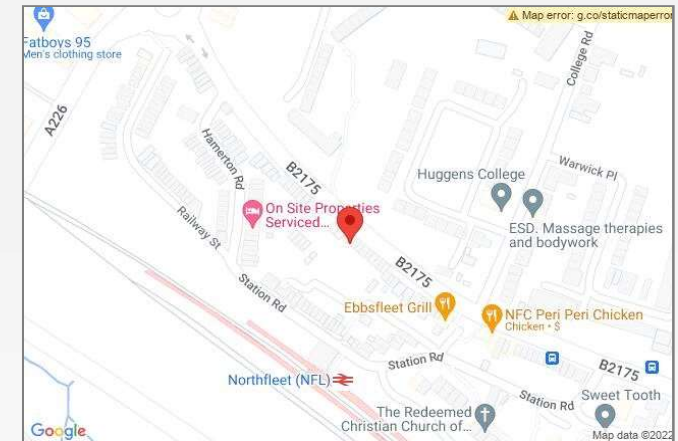 Fatboys 95
Men's clothing store
Map error: g.co/staticmaperror
College Rd
A226
Hamerton Rd
B2175
Warwick Pl
Huggens College
On Site Properties
Serviced...
ESD. Massage therapies
and bodywork
Railway St
B2175
Station Rd
Ebbsfleet Grill
NFC Peri Peri Chicken
Chicken • $
Station Rd
B2175
Northfleet (NFL)
Sweet Tooth
Station Rd
The Redeemed
Christian Church of...
Google
Map data ©2022